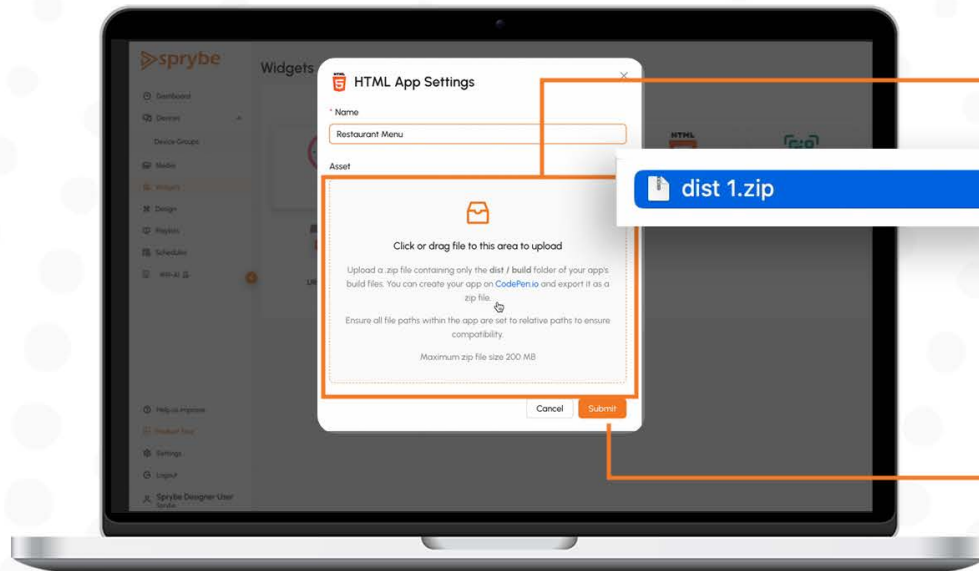 sprybe
Widgets
Dashboard
Devices
Device Groups
Media
Widgets
Design
Playlists
Scheduler
Help us improve
Product Tour
Settings
Logout
Sprybe Designer User
Sprybe
HTML App Settings
* Name
Restaurant Menu
Asset
Click or drag file to this area to upload
Upload a .zip file containing only the dist / build folder of your app's
build files. You can create your app on CodePen.io and export it as a
zip file.
Ensure all file paths within the app are set to relative paths to ensure
compatibility.
Maximum zip file size 200 MB
Cancel
Submit
HTML
dist 1.zip